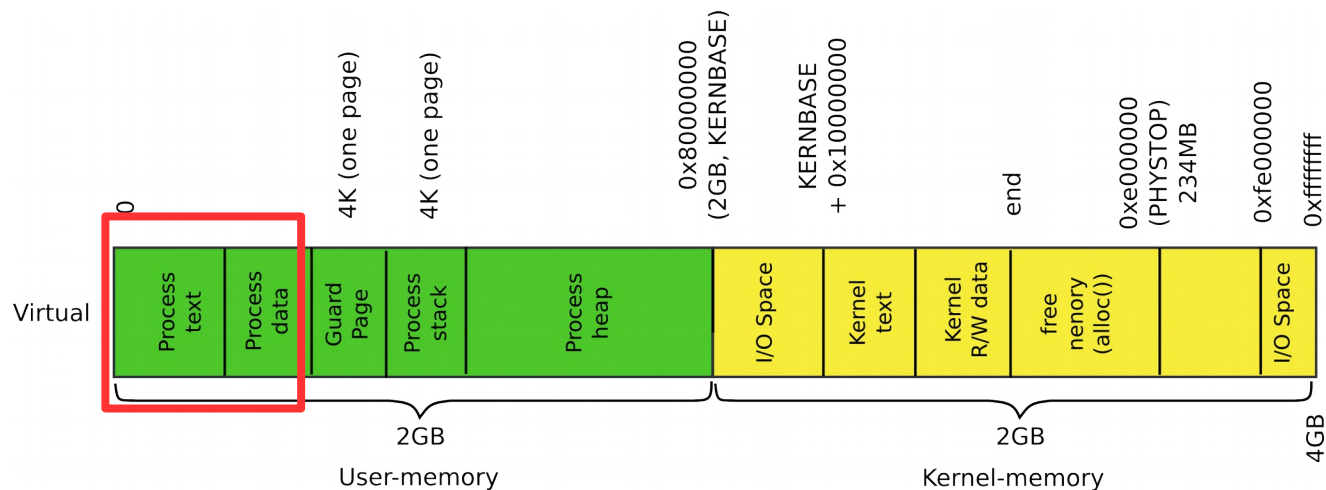 0
4K (one page)
4K (one page)
0x80000000
(2GB, KERNBASE)
KERNBASE
+ 0x1000000
end
0xe000000
(PHYSTOP)
234MB
0xfe000000
0xffffffff
Virtual
Process
text
Process
data
Guard
Page
Process
stack
Process
heap
I/O Space
Kernel
text
Kernel
R/W data
free
nenory
(alloc())
I/O Space
2GB
2GB
4GB
User-memory
Kernel-memory